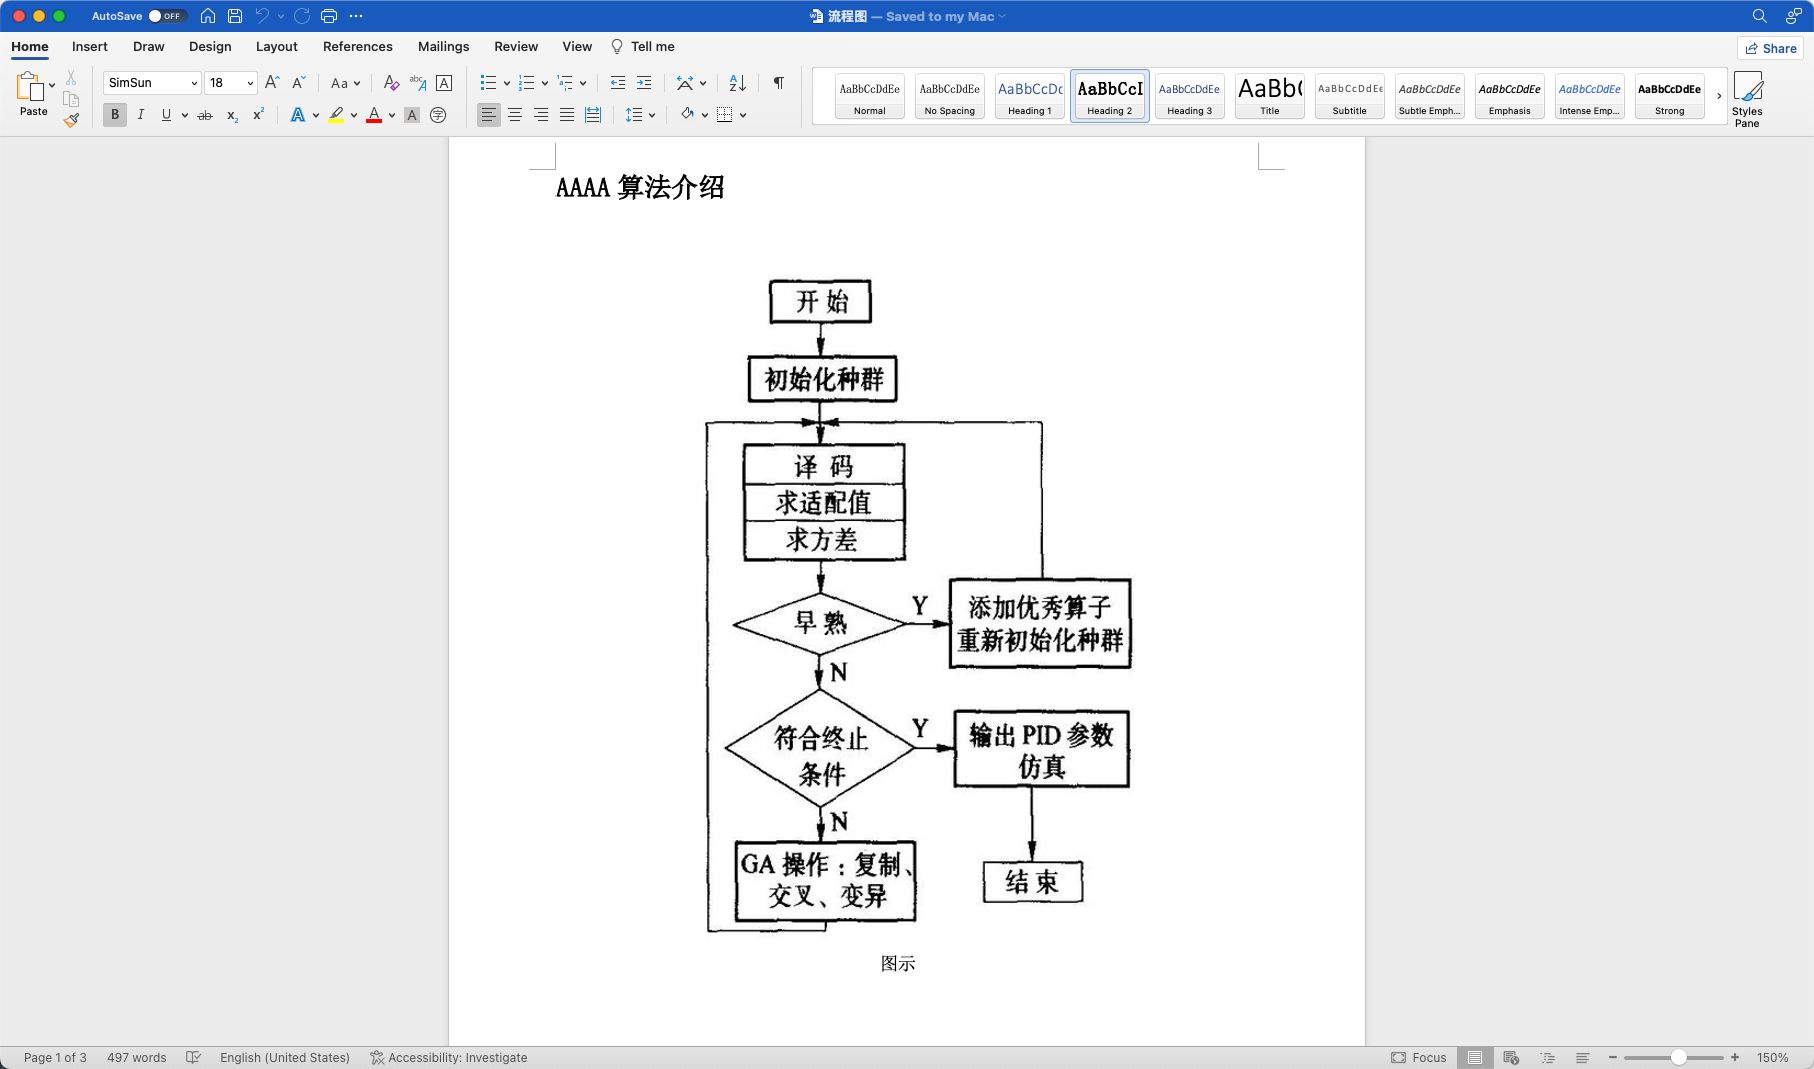 AutoSave OFF
流程图 — Saved to my Mac
Home Insert Draw Design Layout References Mailings Review View Tell me
Share
Paste
SimSun 18
Aa
AaBbCcDdEe Normal
AaBbCcDdEe No Spacing
AaBbCcDc Heading 1
AaBbCcI Heading 2
AaBbCcDdEe Heading 3
AaBb( Title
AaBbCcDdEe Subtitle
AaBbCcDdEe Subtle Emph...
AaBbCcDdEe Emphasis
AaBbCcDdEe Intense Emp...
AaBbCcDdEe Strong
Styles
Pane
AAAA 算法介绍
开 始
初始化种群
译 码
求适配值
求方差
早 熟
Y
添加优秀算子
重新初始化种群
N
符合终止
条件
Y
输出 PID 参数
仿真
N
GA 操作：复制、
交叉、变异
结 束
图示
Page 1 of 3 497 words English (United States) Accessibility: Investigate Focus 150%